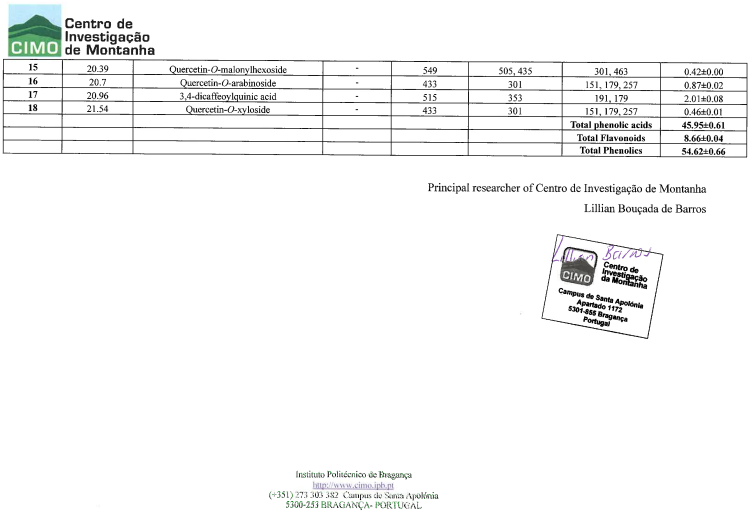 CIMO
Centro de
Investigação
de Montanha
15 20.39 Quercetin-O-malonylhexoside - 549 505, 435 301, 463 0.42±0.00
16 20.7 Quercetin-O-arabinoside - 433 301 151, 179, 257 0.87±0.02
17 20.96 3,4-dicaffeoylquinic acid - 515 353 191, 179 2.01±0.08
18 21.54 Quercetin-O-xyloside - 433 301 151, 179, 257 0.46±0.01
Total phenolic acids 45.95±0.61
Total Flavonoids 8.66±0.04
Total Phenolics 54.62±0.66
Principal researcher of Centro de Investigação de Montanha
Lillian Bouçada de Barros
Lillian Barros
CIMO
Centro de
Investigação
da Montanha
Campus de Santa Apolónia
Apartado 1172
5301-855 Bragança
Portugal
Instituto Politécnico de Bragança
http://www.cimo.ipb.pt
(+351) 273 303 382 Campus de Santa Apolónia
5300-253 BRAGANÇA- PORTUGAL